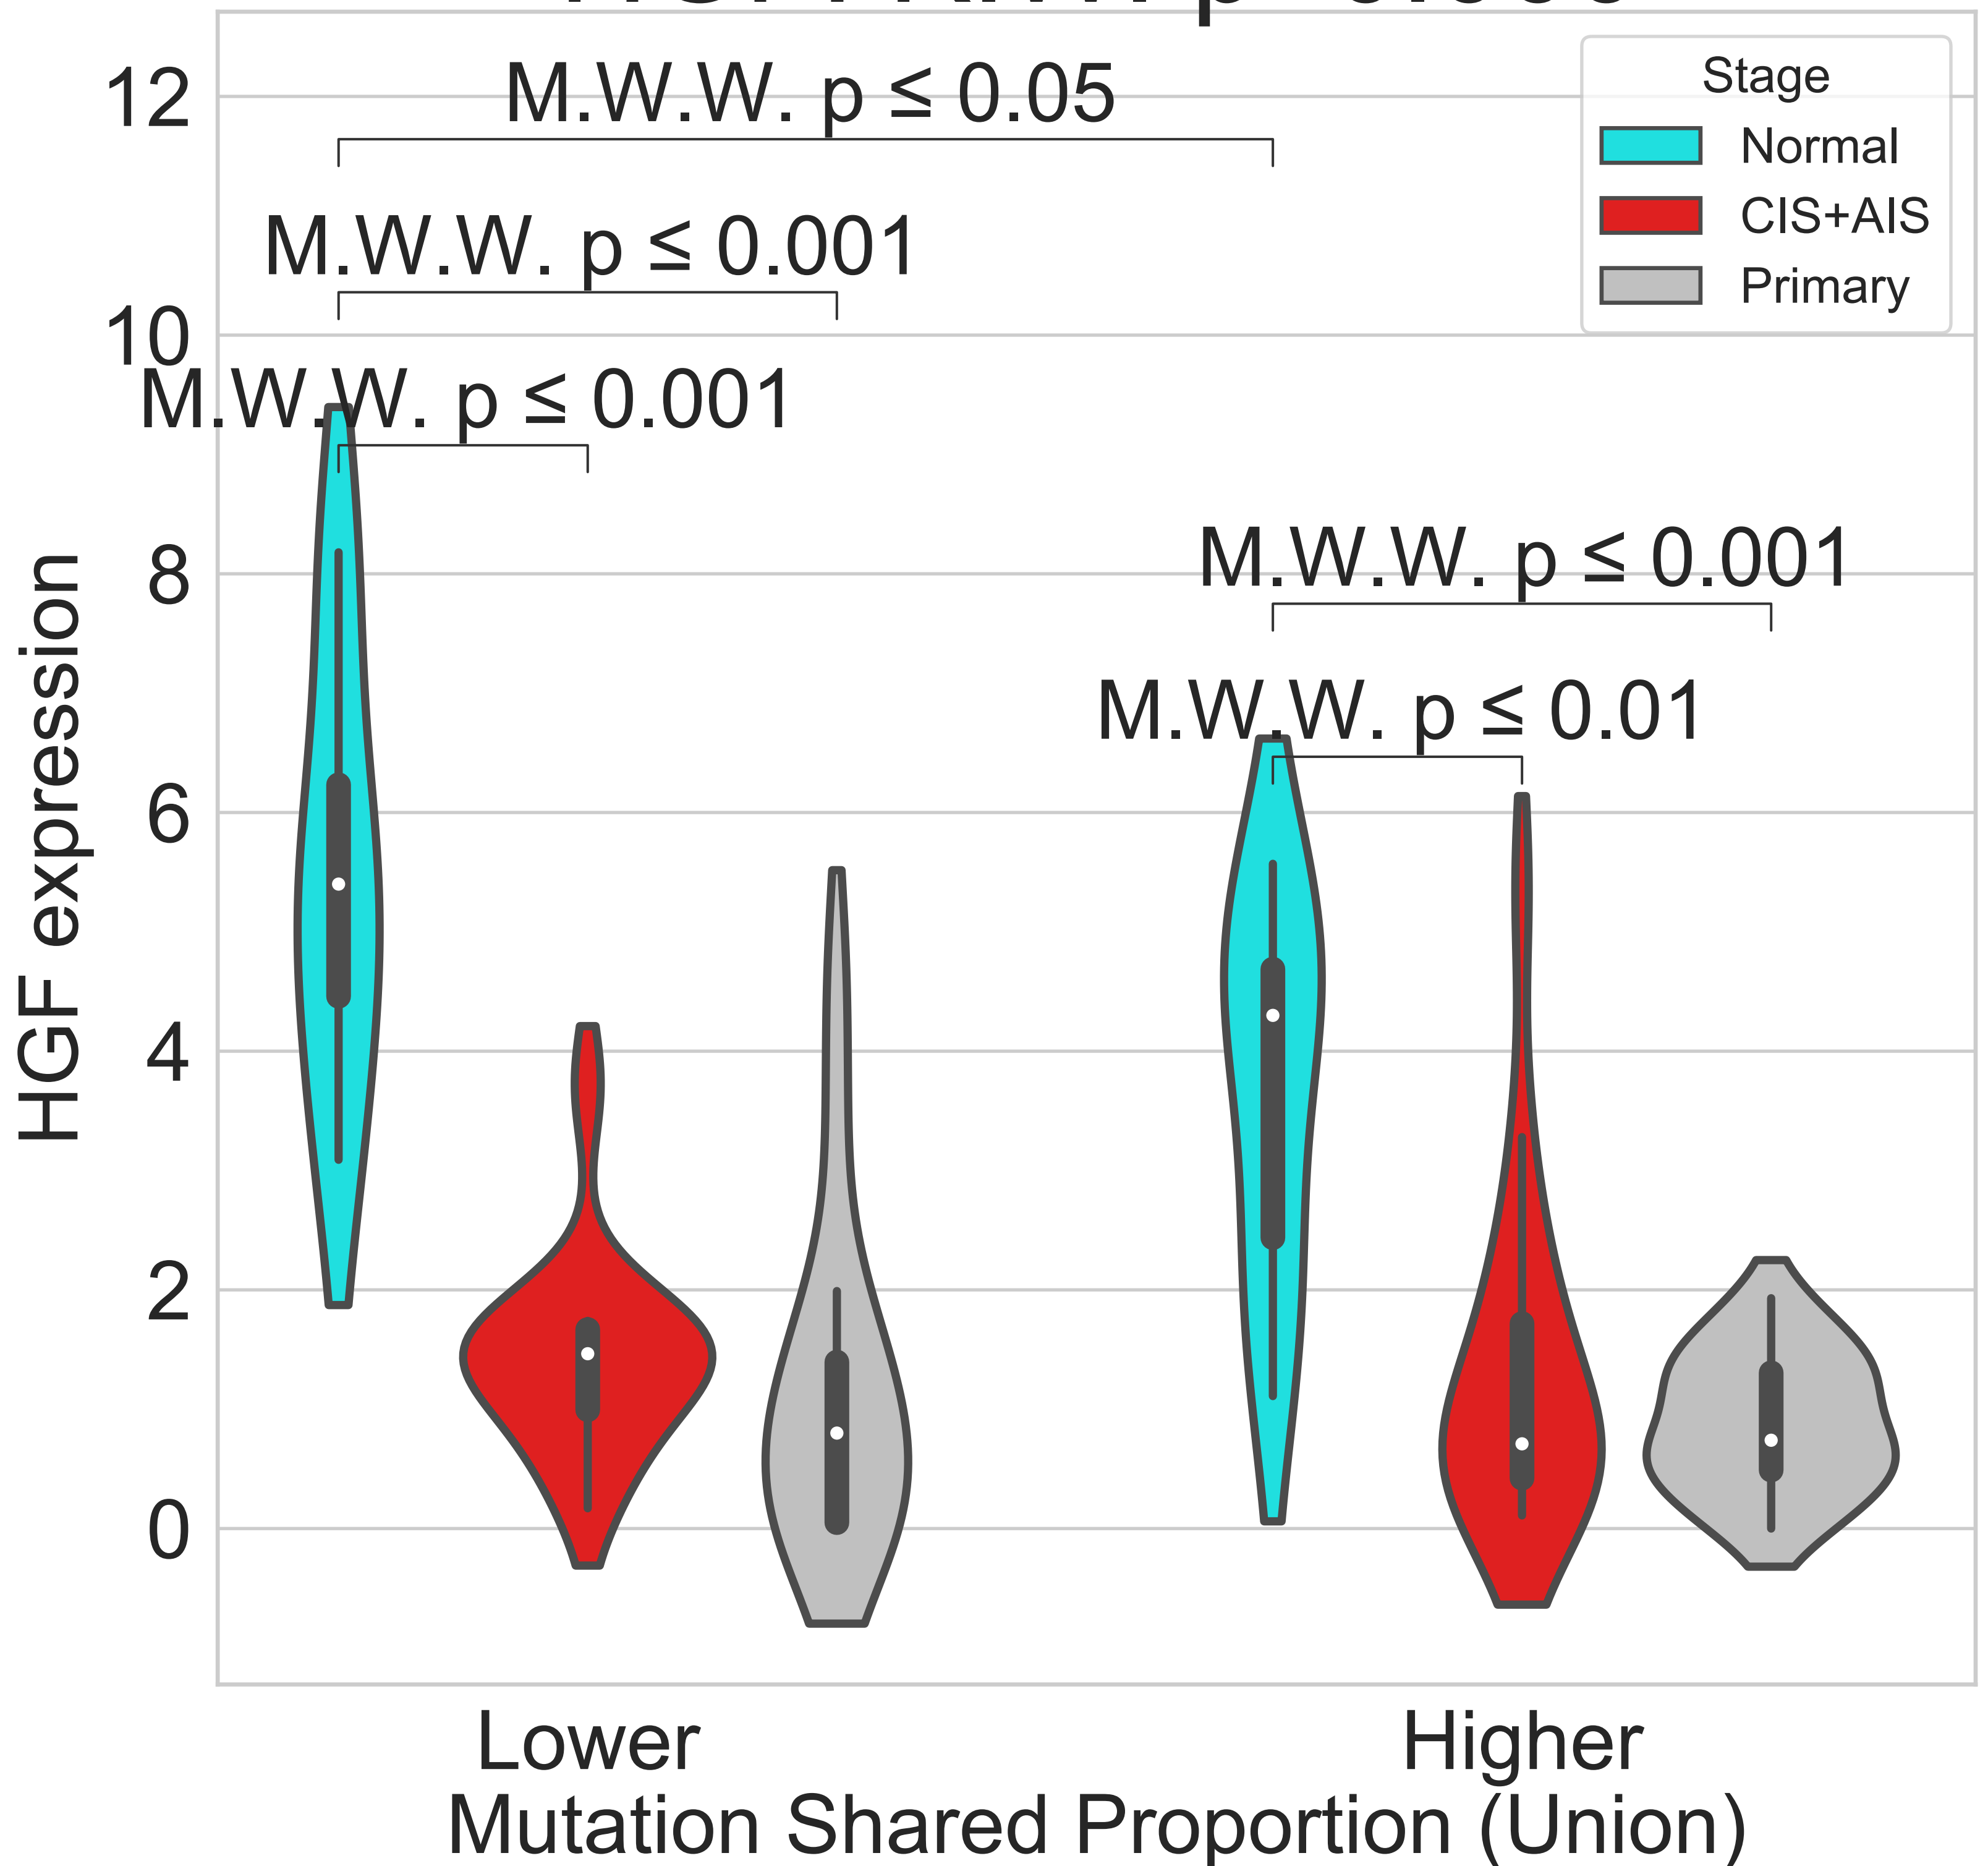 M.W.W. p ≤ 0.05
M.W.W. p ≤ 0.001
M.W.W. p ≤ 0.001
M.W.W. p ≤ 0.001
M.W.W. p ≤ 0.01
Stage
Normal
CIS+AIS
Primary
12
10
8
6
4
2
0
HGF expression
Lower
Higher
Mutation Shared Proportion (Union)